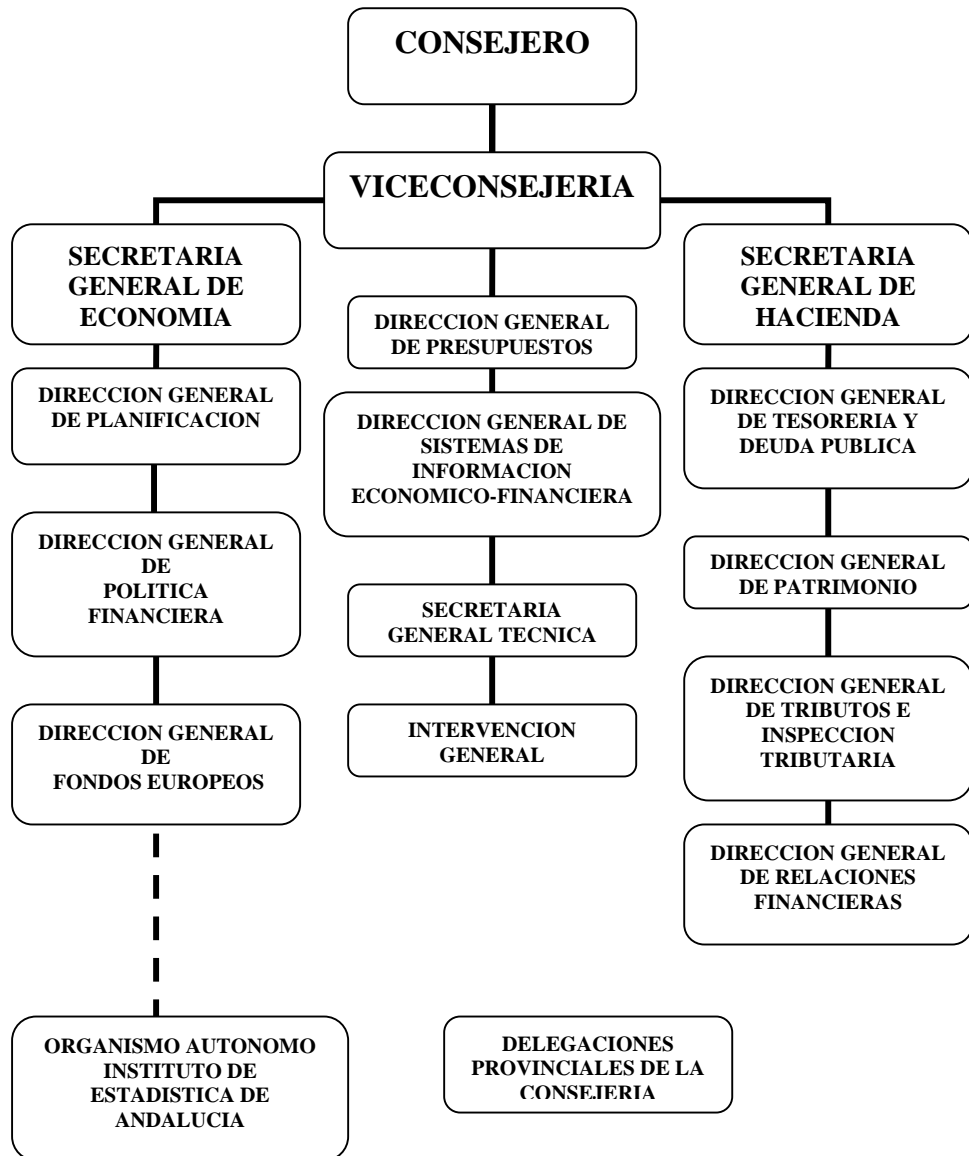 CONSEJERO
VICECONSEJERIA
SECRETARIA
GENERAL DE
ECONOMIA
DIRECCION GENERAL
DE PLANIFICACION
DIRECCION GENERAL
DE
POLITICA
FINANCIERA
DIRECCION GENERAL
DE
FONDOS EUROPEOS
ORGANISMO AUTONOMO
INSTITUTO DE
ESTADISTICA DE
ANDALUCIA
DIRECCION GENERAL
DE PRESUPUESTOS
DIRECCION GENERAL DE
SISTEMAS DE
INFORMACION
ECONOMICO-FINANCIERA
SECRETARIA
GENERAL TECNICA
INTERVENCION
GENERAL
DELEGACIONES
PROVINCIALES DE LA
CONSEJERIA
SECRETARIA
GENERAL DE
HACIENDA
DIRECCION GENERAL
DE TESORERIA Y
DEUDA PUBLICA
DIRECCION GENERAL
DE PATRIMONIO
DIRECCION GENERAL
DE TRIBUTOS E
INSPECCION
TRIBUTARIA
DIRECCION GENERAL
DE RELACIONES
FINANCIERAS